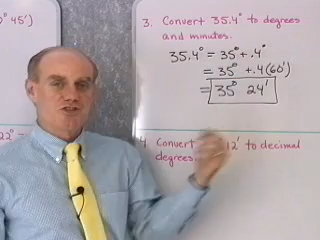 0° 45')
3. Convert 35.4° to degrees
and minutes.
35.4° = 35° + .4°
= 35° + .4(60')
= 35° 24'
22° =
4. Convert 12' to decimal
degrees